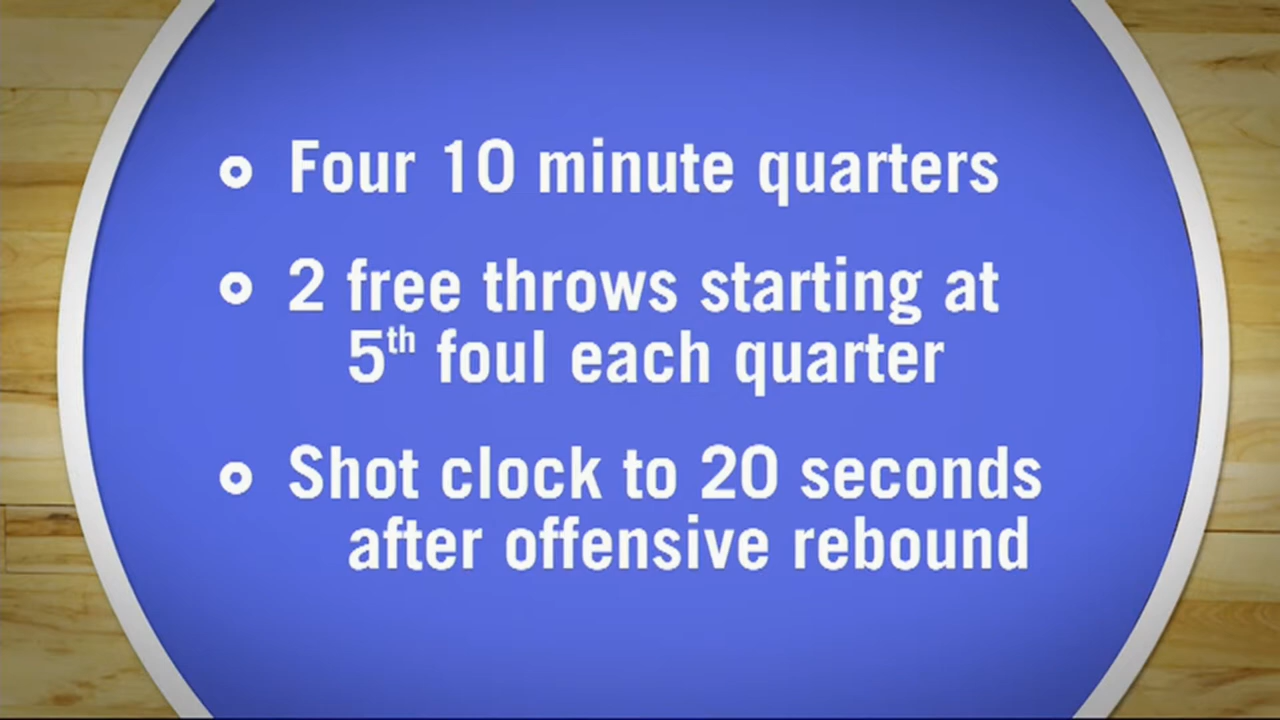 Four 10 minute quarters
2 free throws starting at
5th foul each quarter
Shot clock to 20 seconds
after offensive rebound